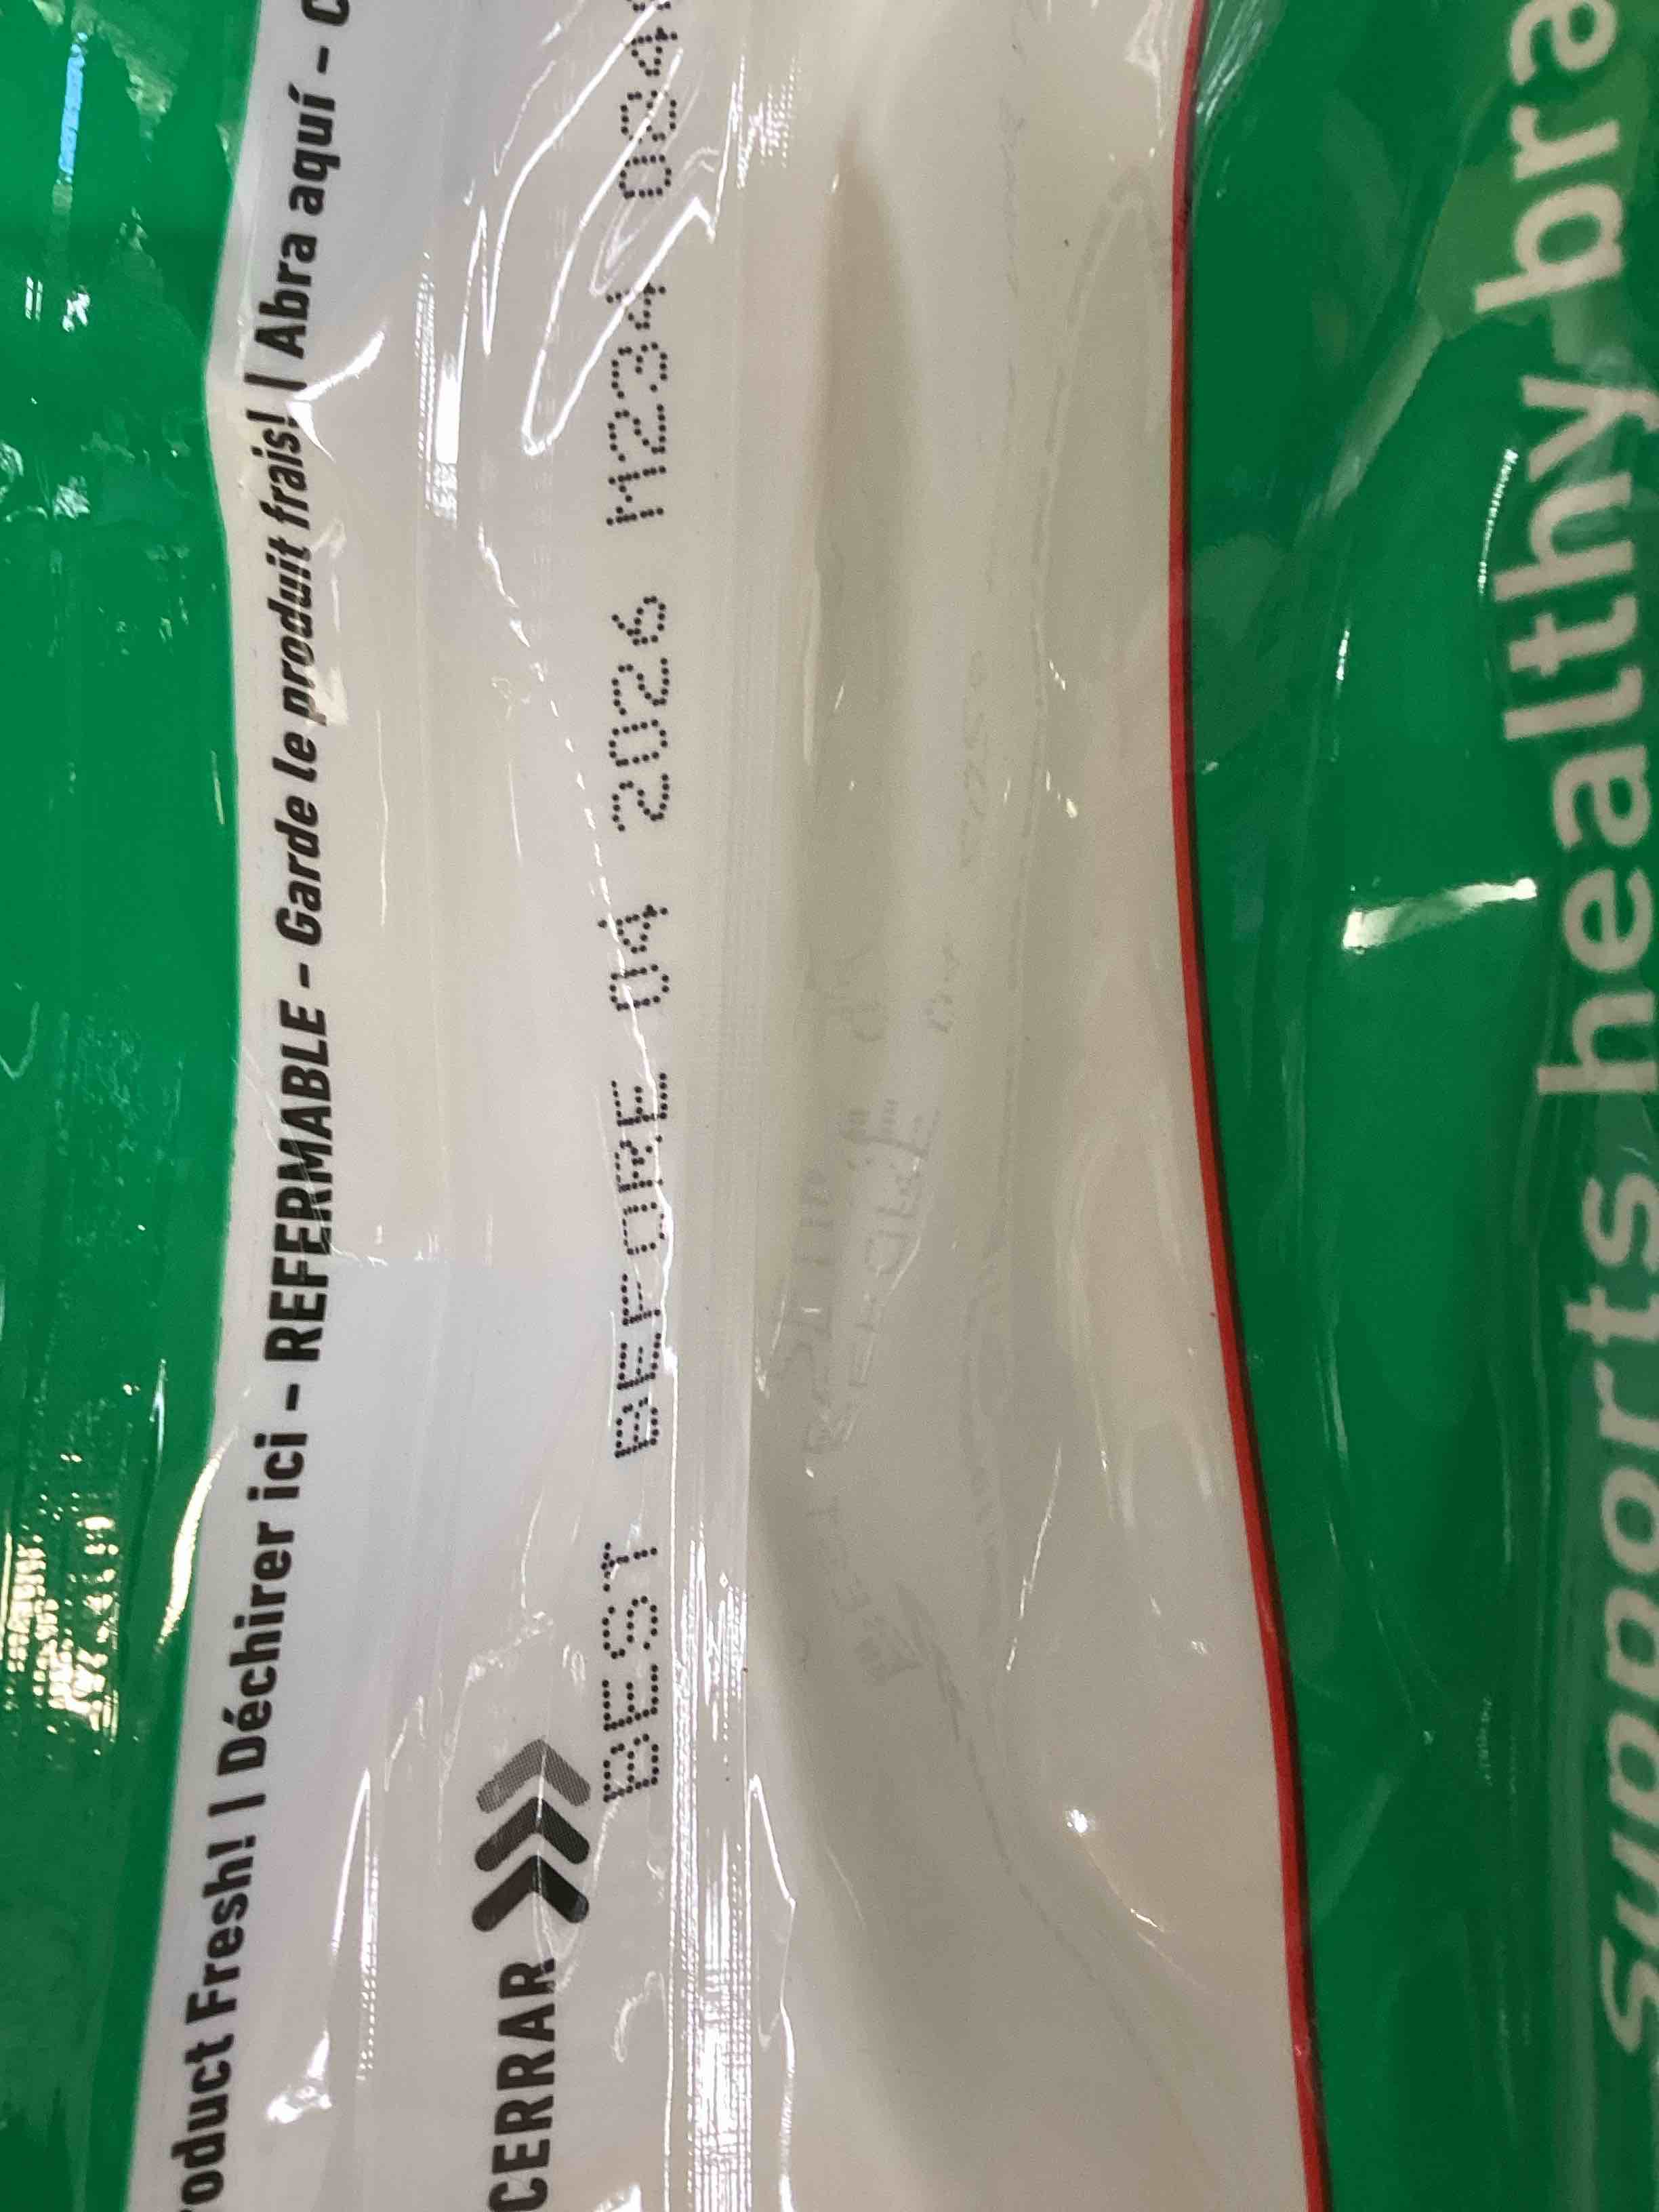 oduct Fresh! | Déchirer ici - REFERMABLE - Garde le produit frais! | Abra aquí -
CERRAR
BEST BEFORE 04 2026 M234 084
supports healthy bra